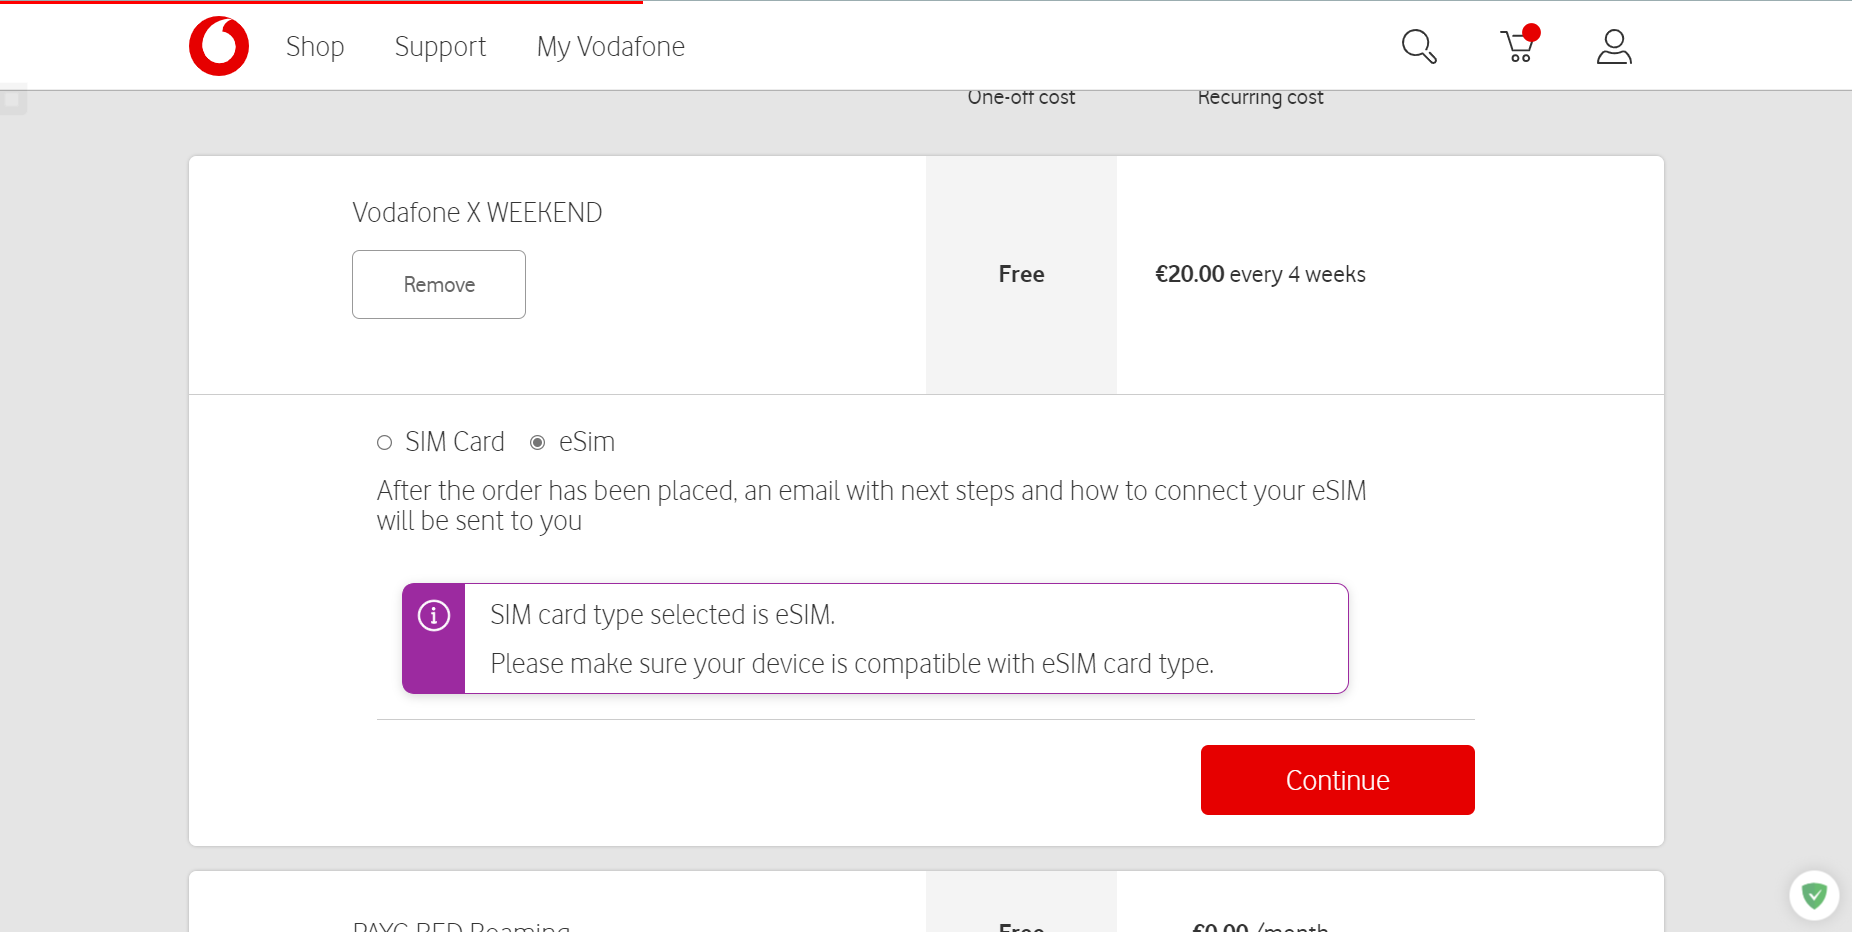 Shop Support My Vodafone
One-off cost Recurring cost
Vodafone X WEEKEND
Remove
Free
€20.00 every 4 weeks
SIM Card eSim
After the order has been placed, an email with next steps and how to connect your eSIM
will be sent to you
SIM card type selected is eSIM.
Please make sure your device is compatible with eSIM card type.
Continue
PAYG RED Roaming Free €0.00 /month